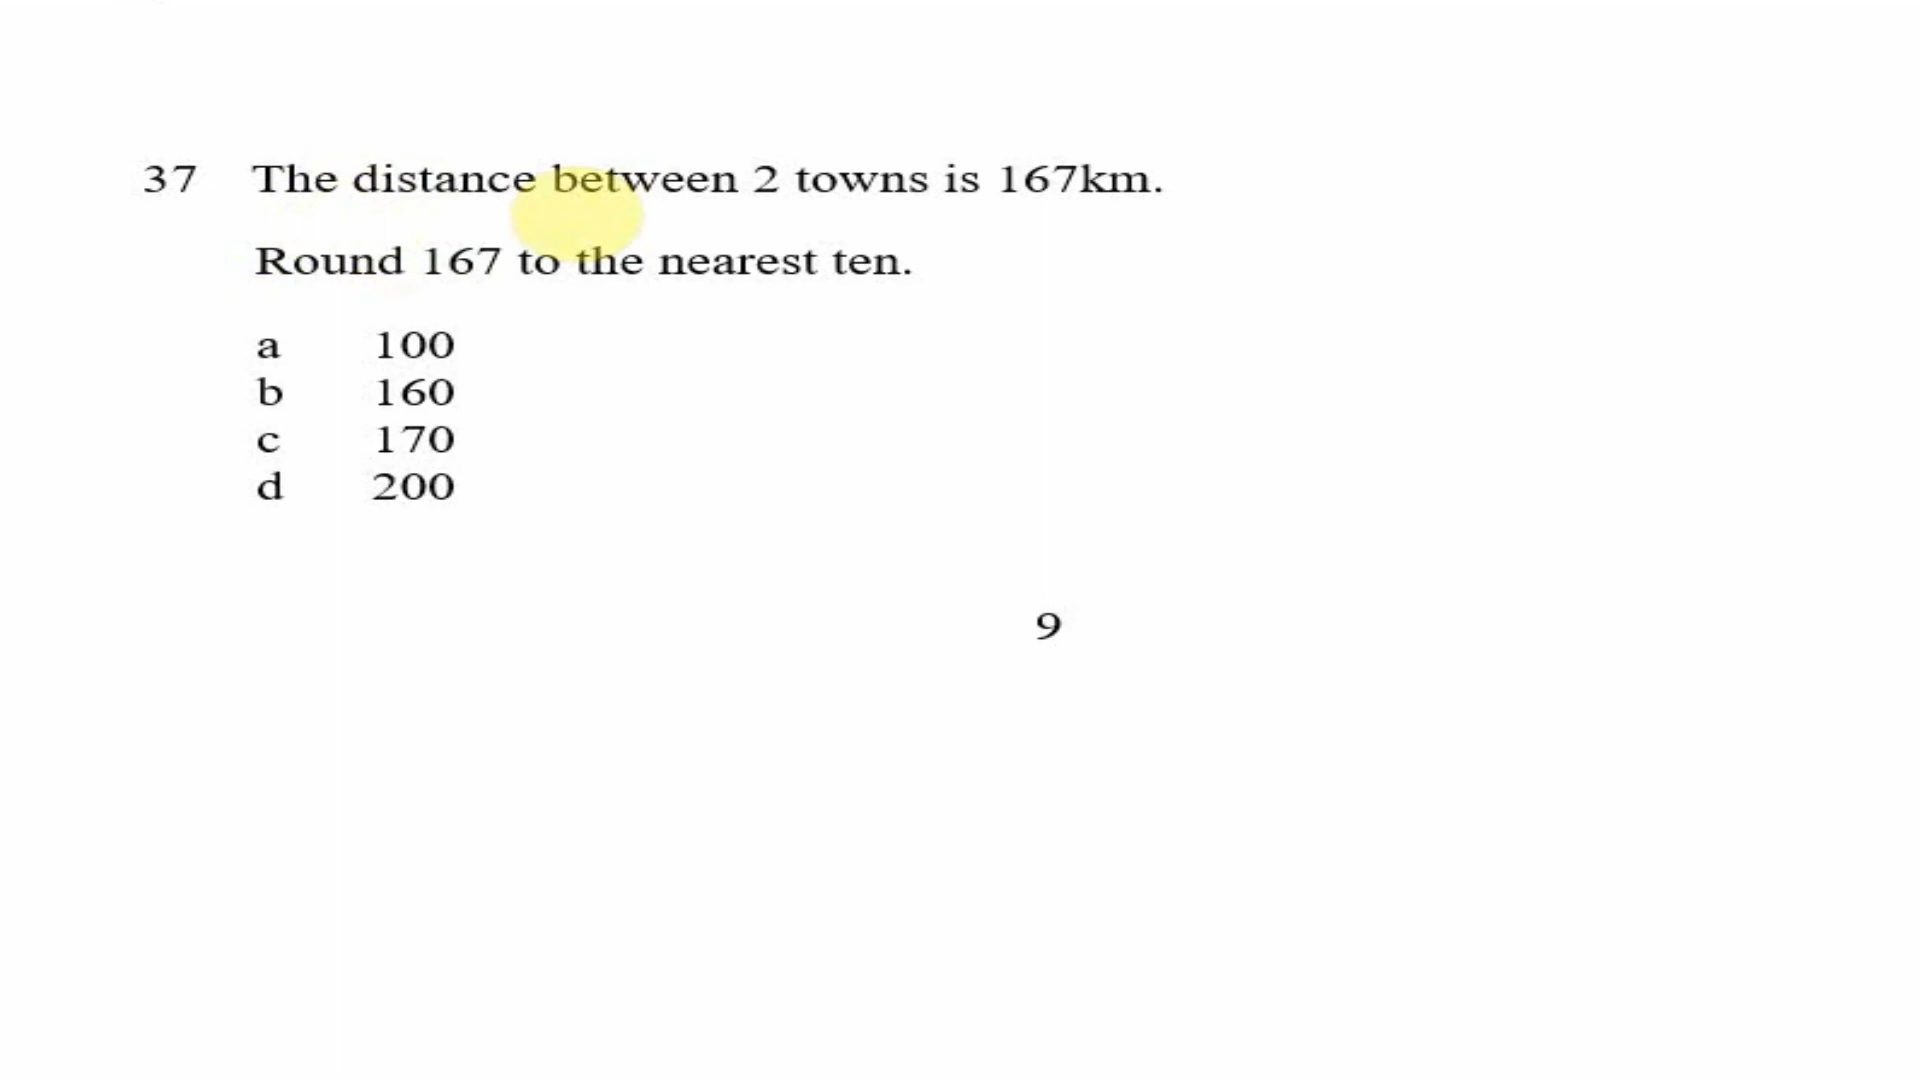 37 The distance between 2 towns is 167km.
Round 167 to the nearest ten.
a 100
b 160
c 170
d 200
9